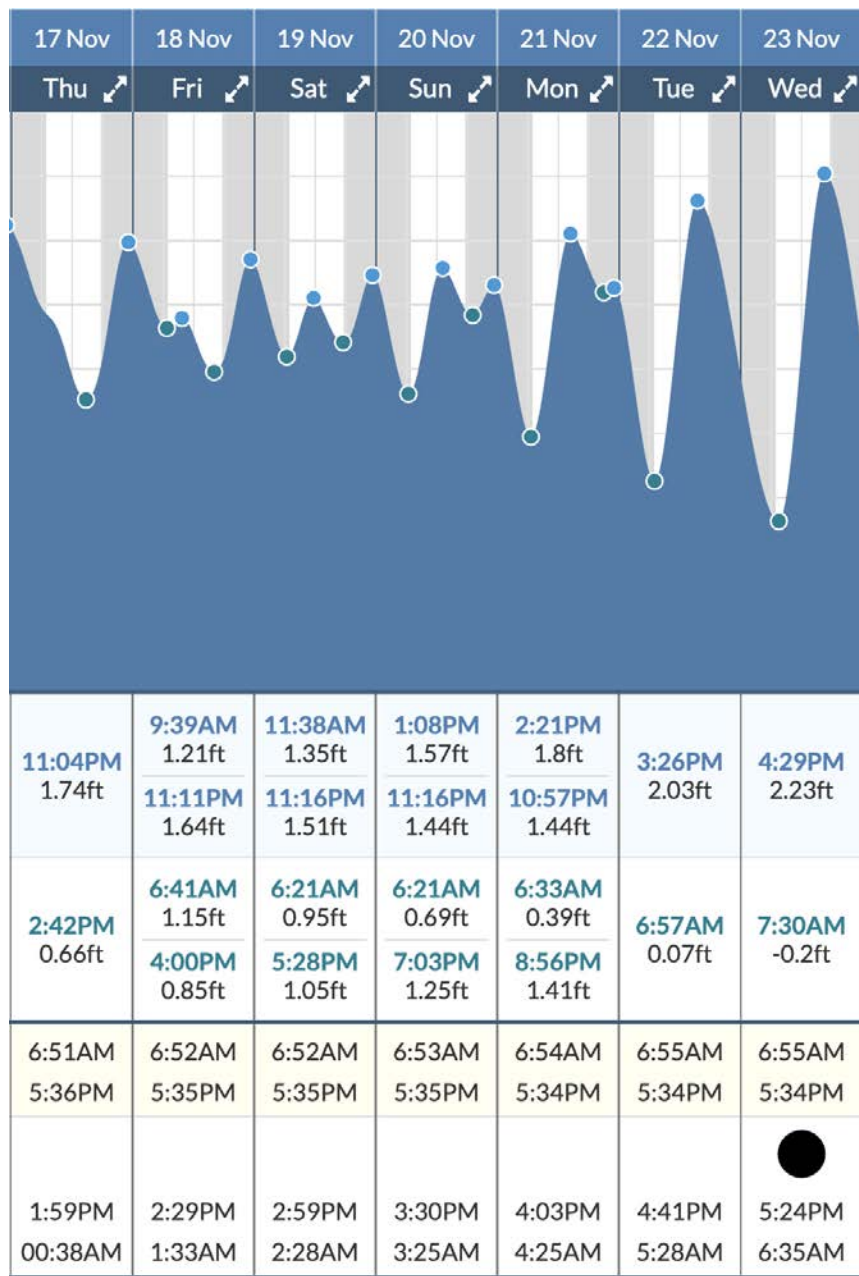 17 Nov 18 Nov 19 Nov 20 Nov 21 Nov 22 Nov 23 Nov
Thu Fri Sat Sun Mon Tue Wed
9:39AM 11:38AM 1:08PM 2:21PM
1.21ft 1.35ft 1.57ft 1.8ft
11:04PM 3:26PM 4:29PM
1.74ft 2.03ft 2.23ft
11:11PM 11:16PM 11:16PM 10:57PM
1.64ft 1.51ft 1.44ft 1.44ft
6:41AM 6:21AM 6:21AM 6:33AM
1.15ft 0.95ft 0.69ft 0.39ft
2:42PM 6:57AM 7:30AM
0.66ft 0.07ft -0.2ft
4:00PM 5:28PM 7:03PM 8:56PM
0.85ft 1.05ft 1.25ft 1.41ft
6:51AM 6:52AM 6:52AM 6:53AM 6:54AM 6:55AM 6:55AM
5:36PM 5:35PM 5:35PM 5:35PM 5:34PM 5:34PM 5:34PM
1:59PM 2:29PM 2:59PM 3:30PM 4:03PM 4:41PM 5:24PM
00:38AM 1:33AM 2:28AM 3:25AM 4:25AM 5:28AM 6:35AM